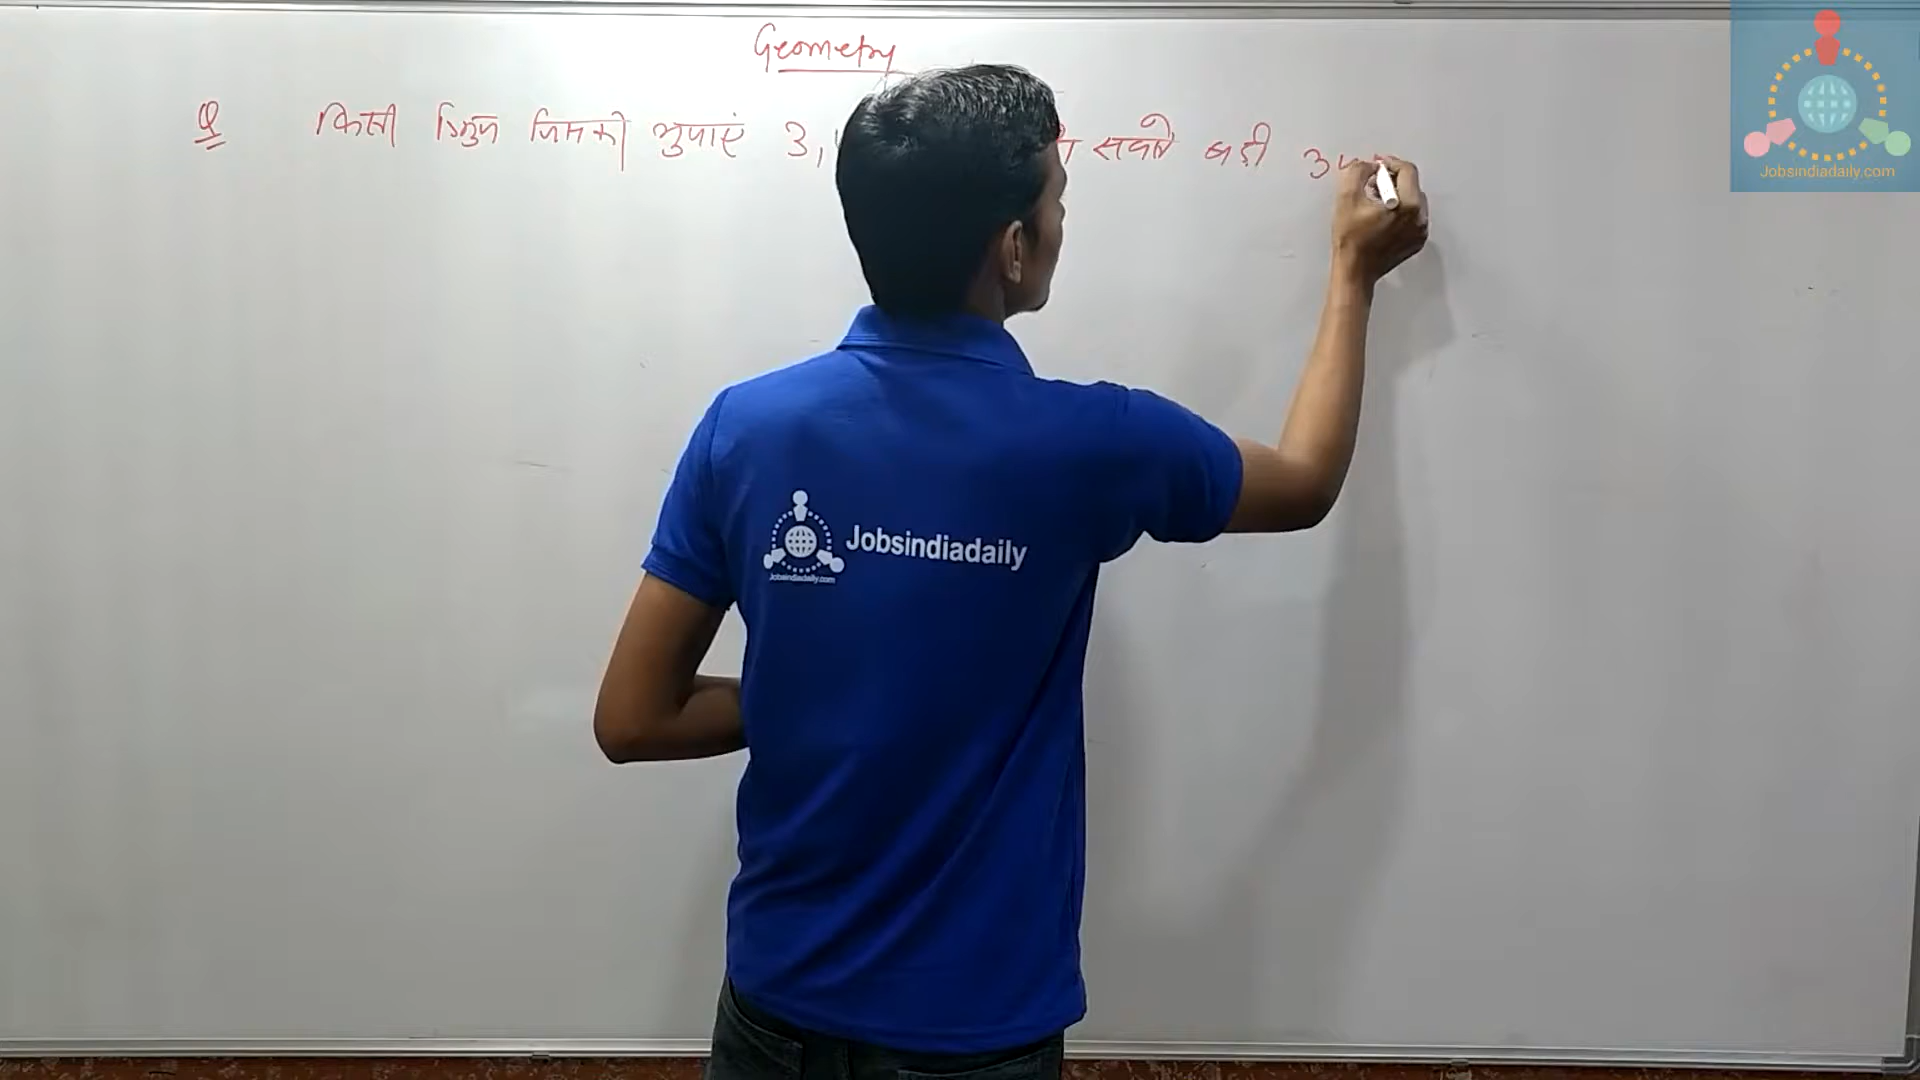 Geometry
Q किसी त्रिभुज जिसकी भुजाएं 3, सबसे बड़ी
Jobsindiadaily.com
Jobsindiadaily
Jobsindiadaily.com